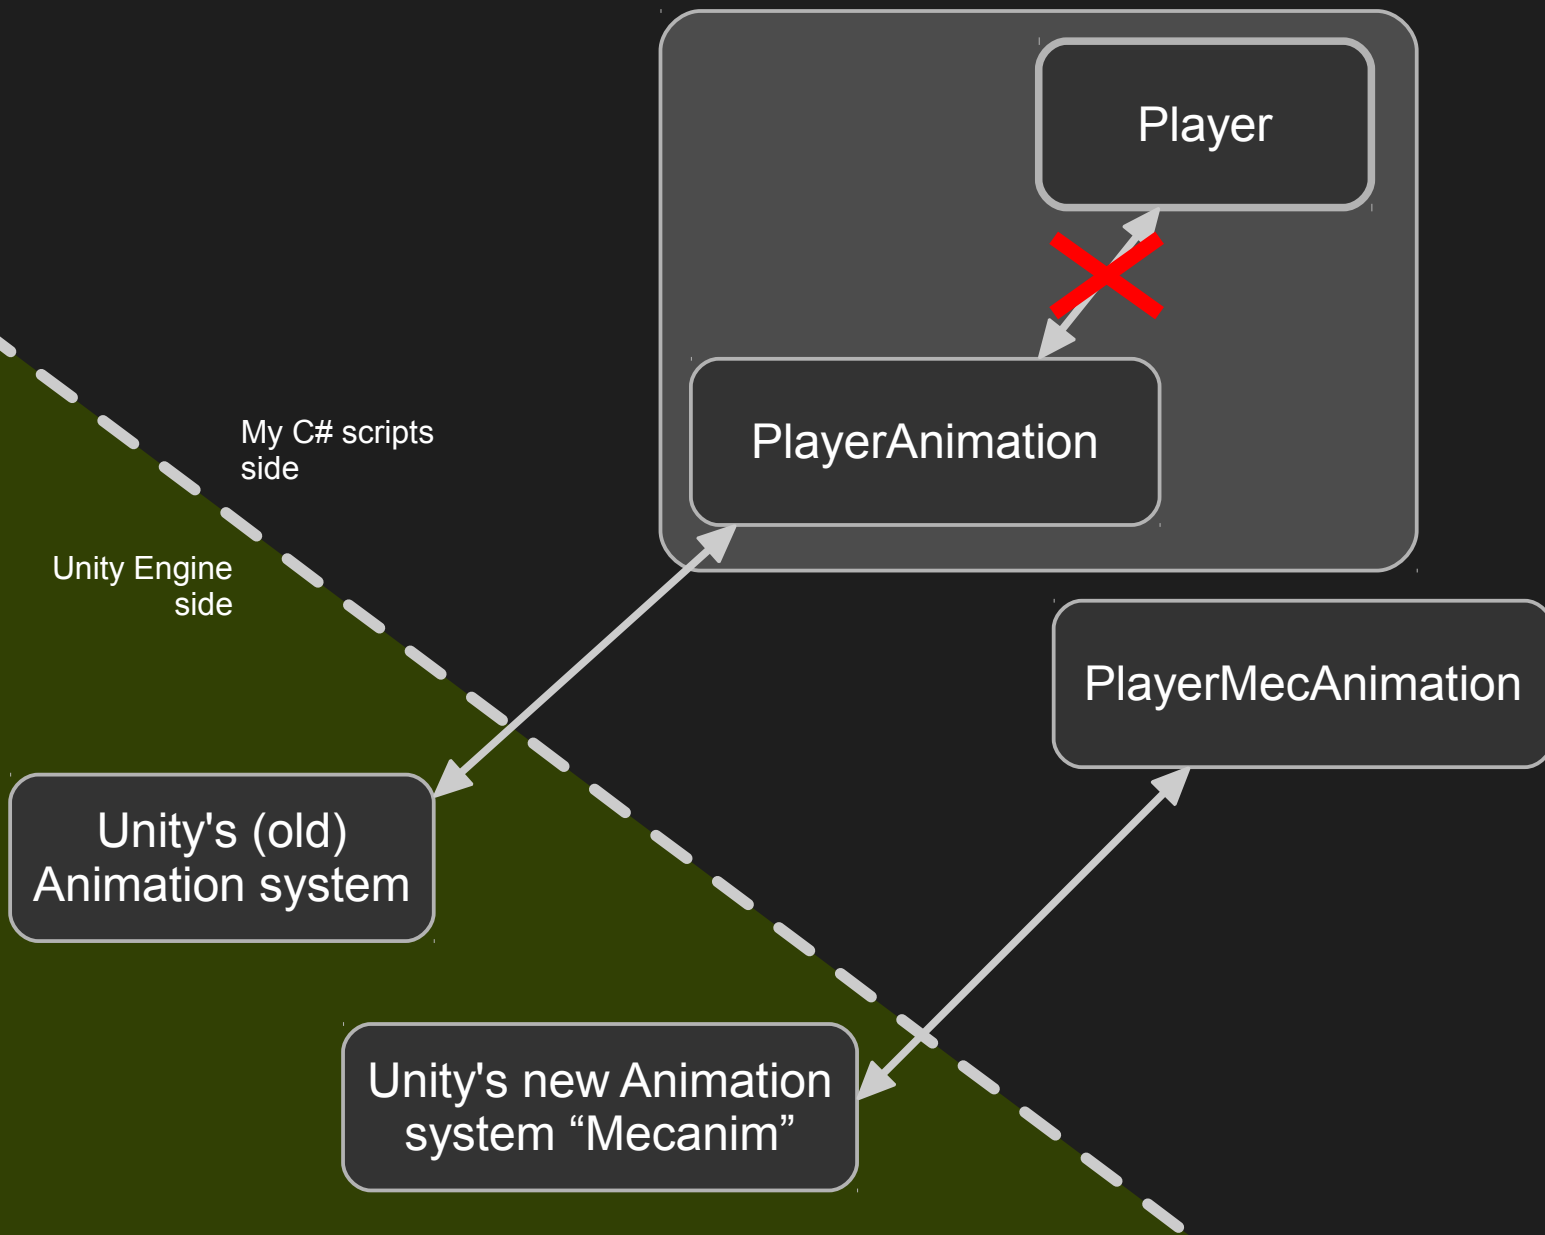 Player
My C# scripts
side
PlayerAnimation
Unity Engine
side
PlayerMecAnimation
Unity's (old)
Animation system
Unity's new Animation
system “Mecanim”